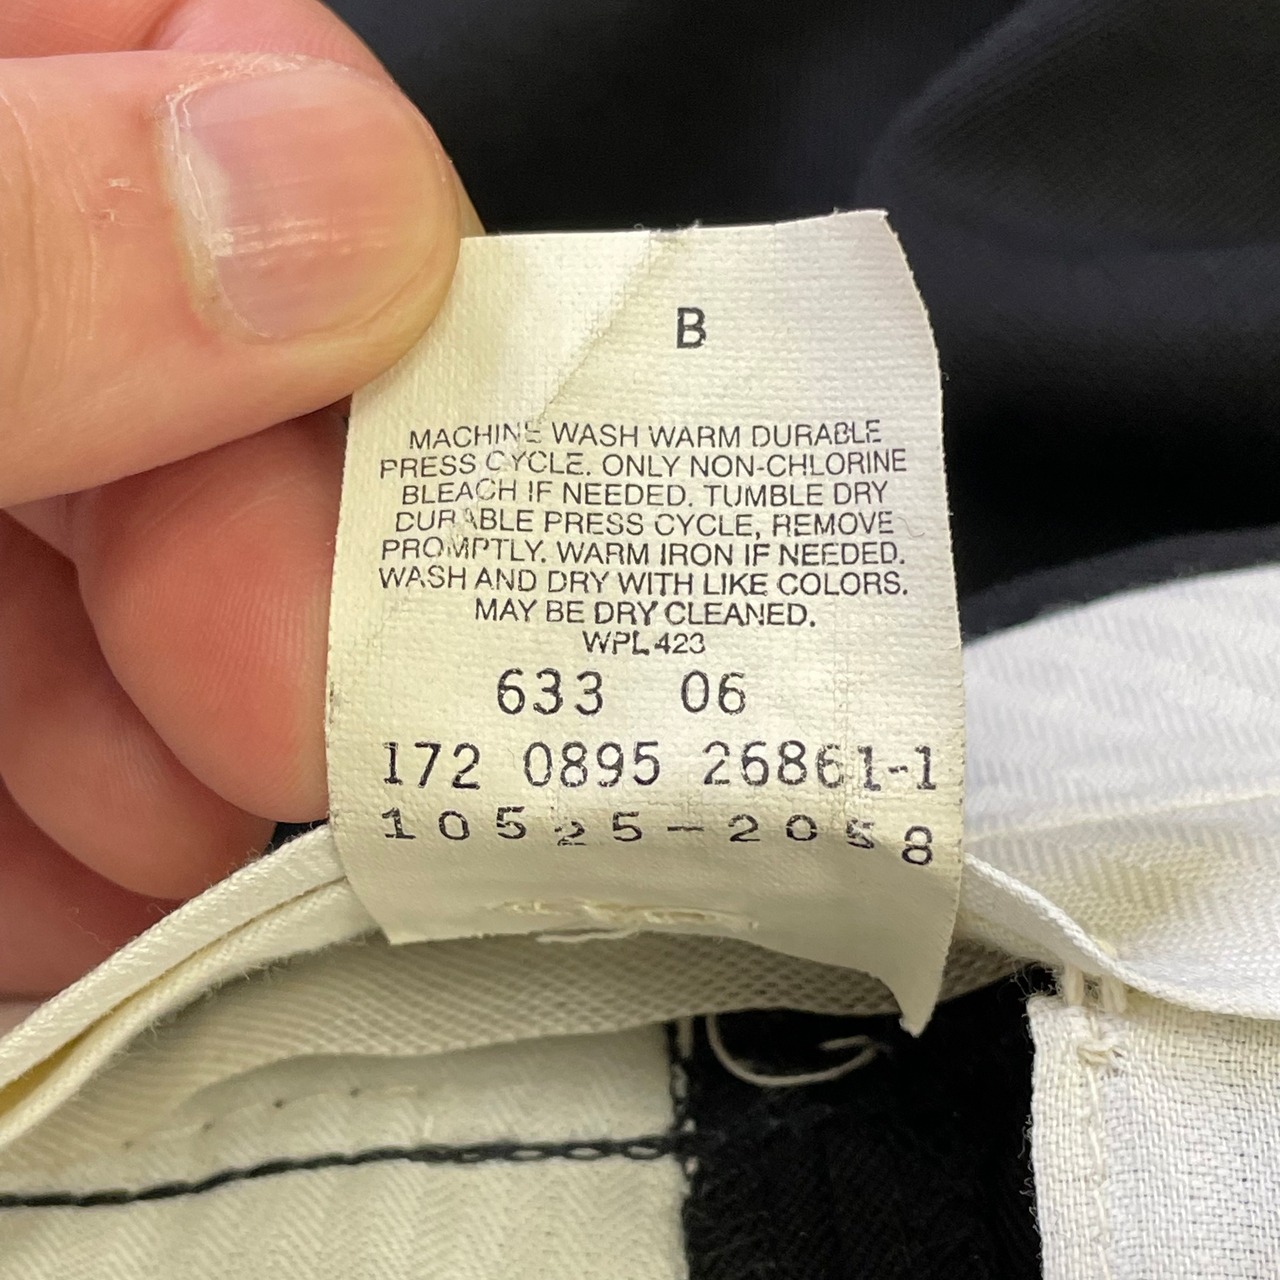 B
MACHINE WASH WARM DURABLE
PRESS CYCLE. ONLY NON-CHLORINE
BLEACH IF NEEDED. TUMBLE DRY
DURABLE PRESS CYCLE, REMOVE
PROMPTLY. WARM IRON IF NEEDED.
WASH AND DRY WITH LIKE COLORS.
MAY BE DRY CLEANED.
WPL 423
633 06
172 0895 26861-1
10525-2058